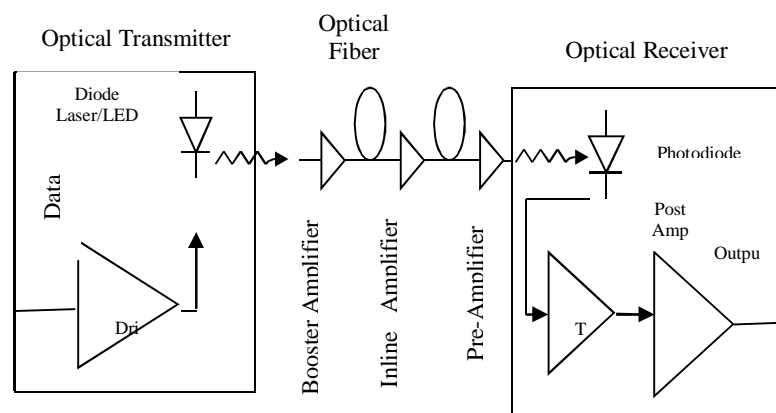 Optical Transmitter
Optical
Fiber
Optical Receiver
Diode
Laser/LED
Data
Dri
Booster Amplifier
Inline Amplifier
Pre-Amplifier
Photodiode
Post
Amp
Outpu
T